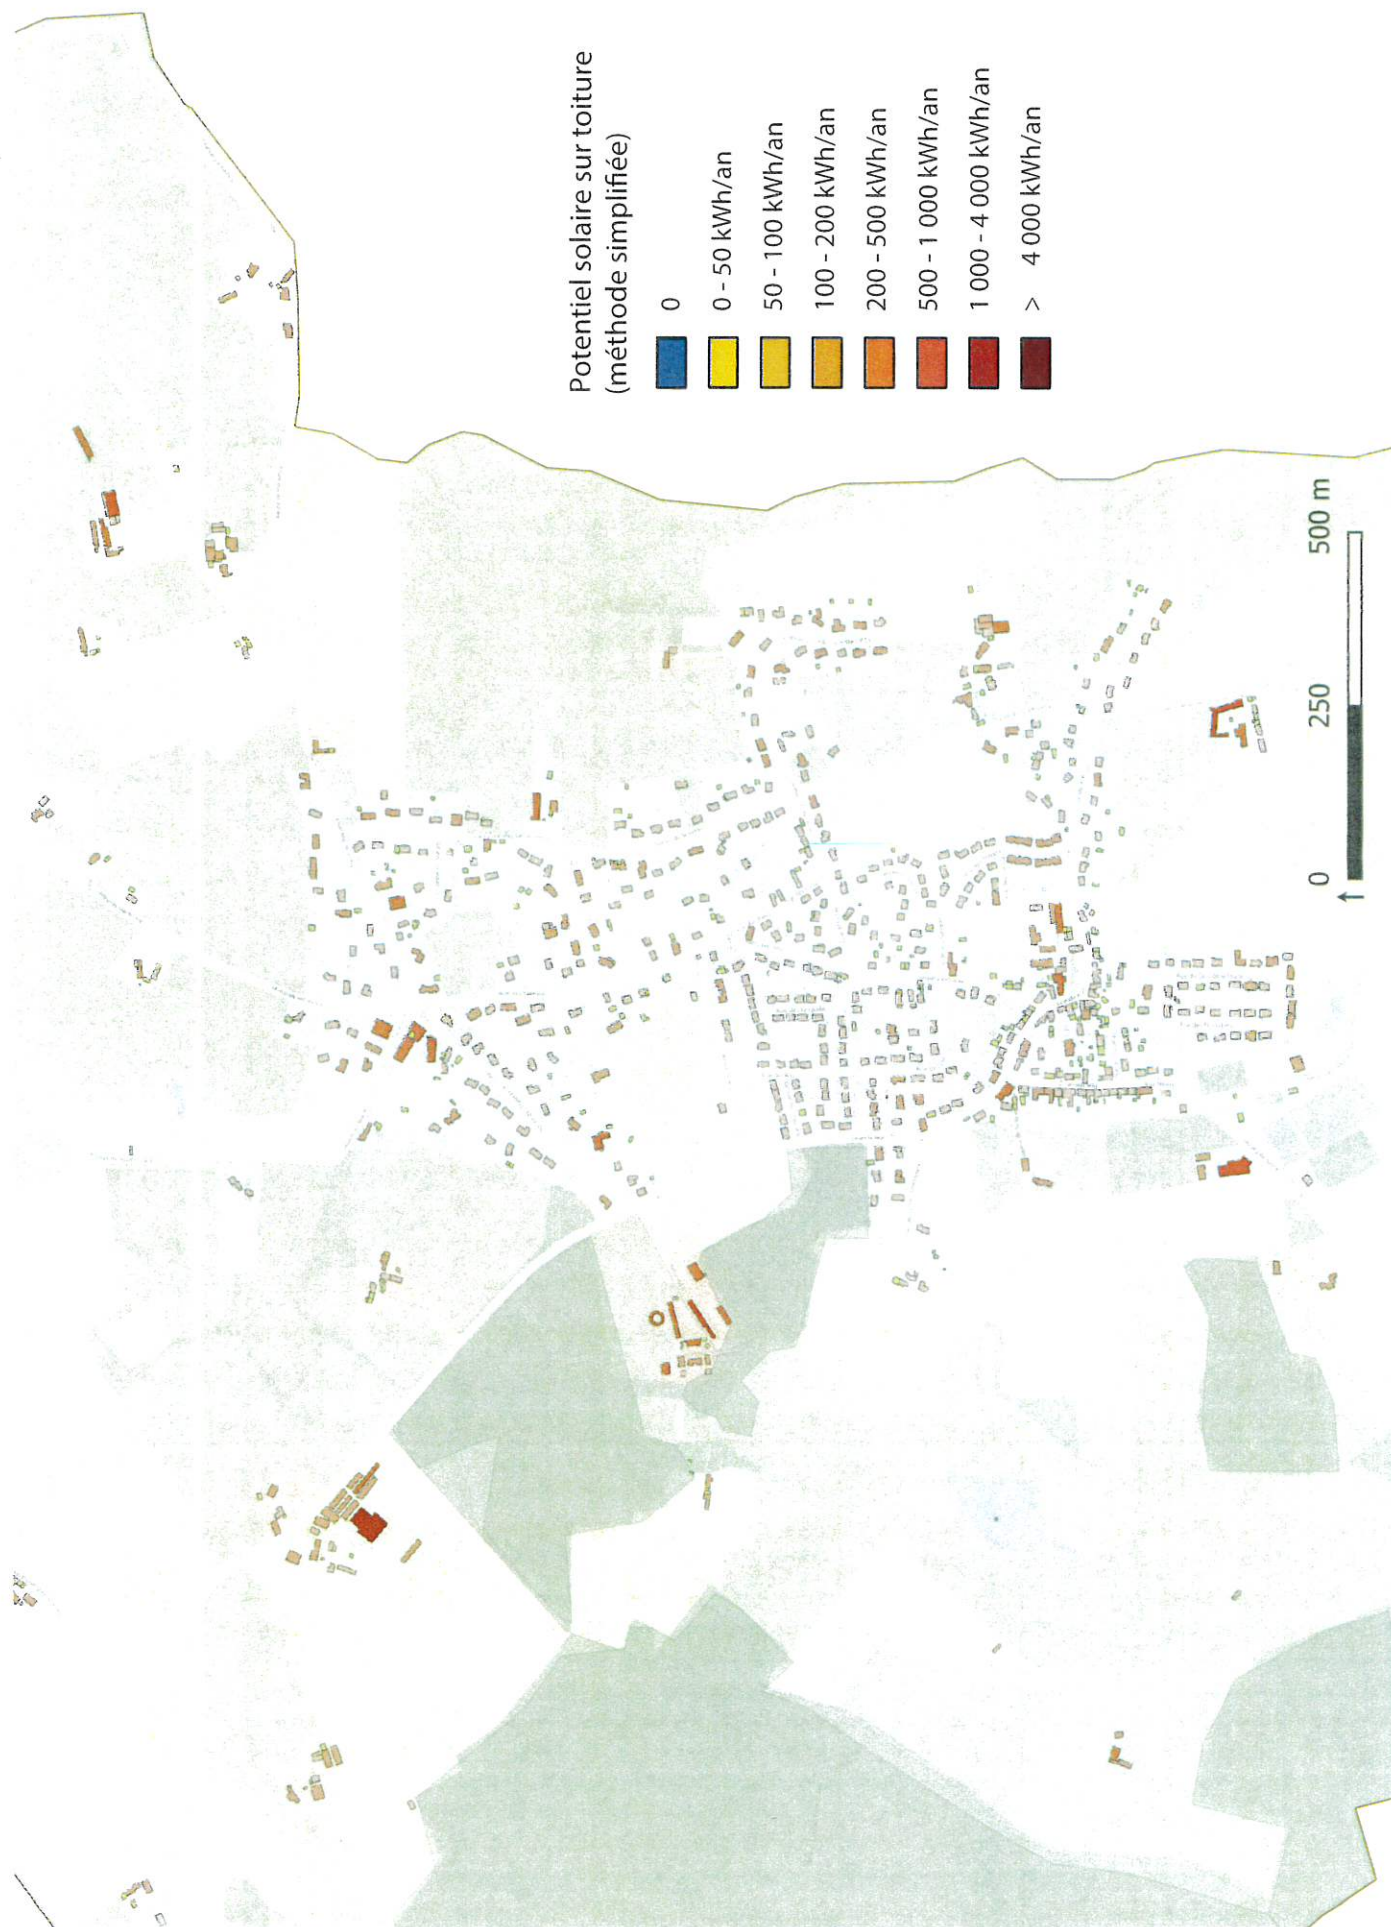 Potentiel solaire sur toiture
(méthode simplifiée)
0
0 - 50 kWh/an
50 - 100 kWh/an
100 - 200 kWh/an
200 - 500 kWh/an
500 - 1 000 kWh/an
1 000 - 4 000 kWh/an
> 4 000 kWh/an
0 250 500 m